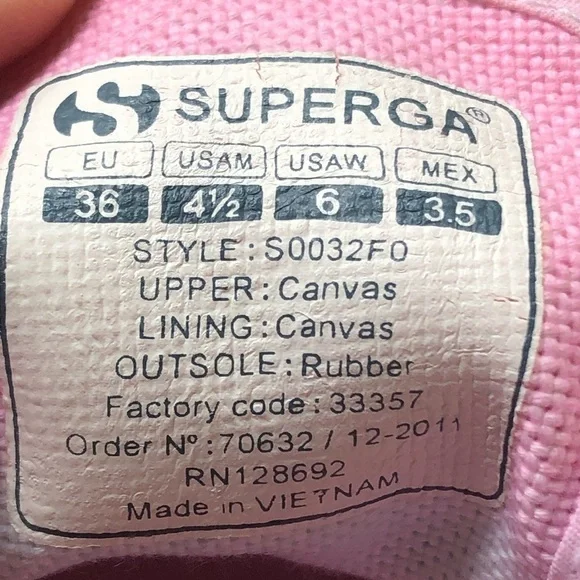 SUPERGA®
EU USAM USAW MEX
36 4½ 6 3.5
STYLE: S0032F0
UPPER: Canvas
LINING: Canvas
OUTSOLE: Rubber
Factory code: 33357
Order Nº: 70632 / 12-2011
RN128692
Made in VIETNAM